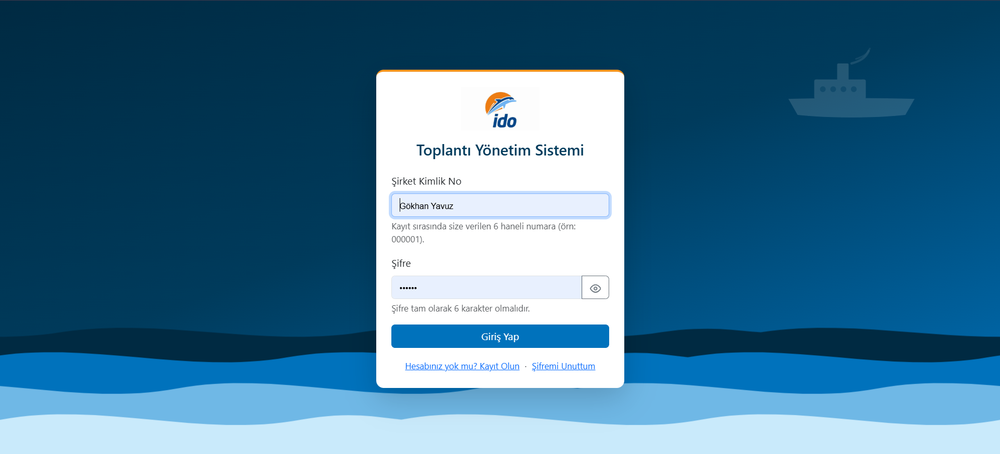 ido
Toplantı Yönetim Sistemi
Şirket Kimlik No
Gökhan Yavuz
Kayıt sırasında size verilen 6 haneli numara (örn:
000001).
Şifre
••••••
Şifre tam olarak 6 karakter olmalıdır.
Giriş Yap
Hesabınız yok mu? Kayıt Olun · Şifremi Unuttum